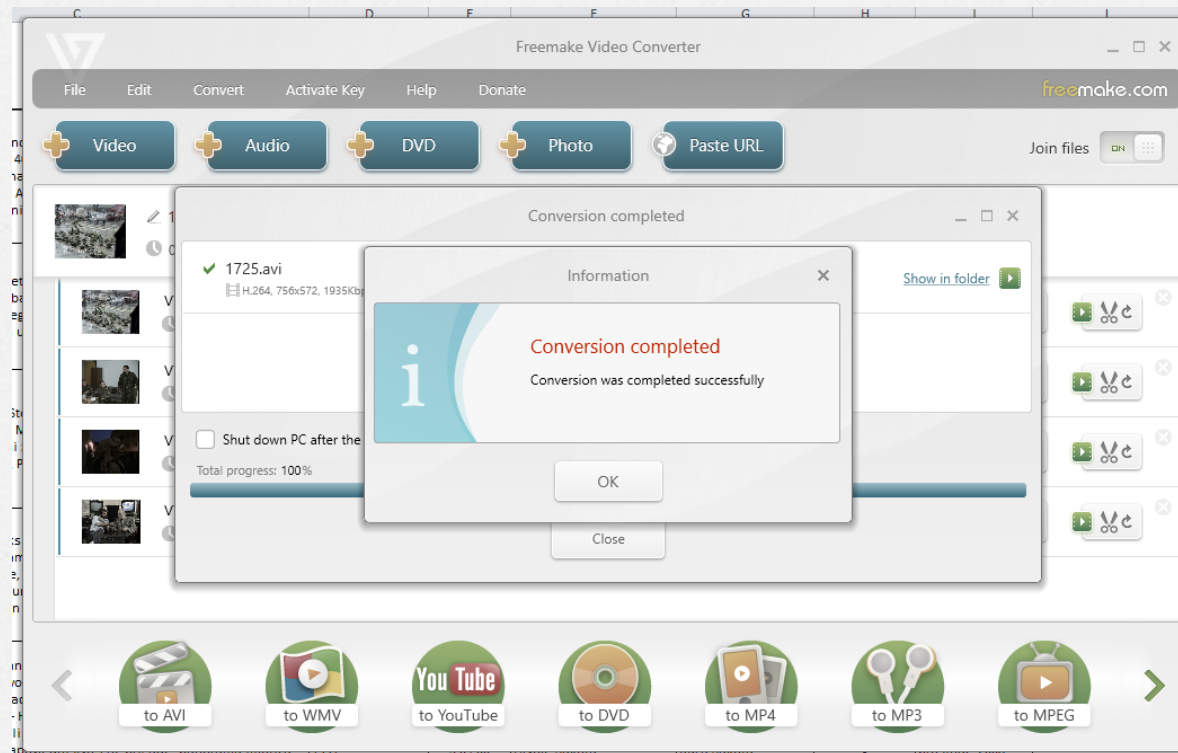 C D E F G H I J
Freemake Video Converter
File Edit Convert Activate Key Help Donate
freemake.com
Video Audio DVD Photo Paste URL
Join files ON
Conversion completed
1725.avi
H.264, 756x572, 1935Kbp
Show in folder
Information
Conversion completed
Conversion was completed successfully
OK
Shut down PC after the
Total progress: 100%
Close
You Tube
to AVI to WMV to YouTube to DVD to MP4 to MP3 to MPEG